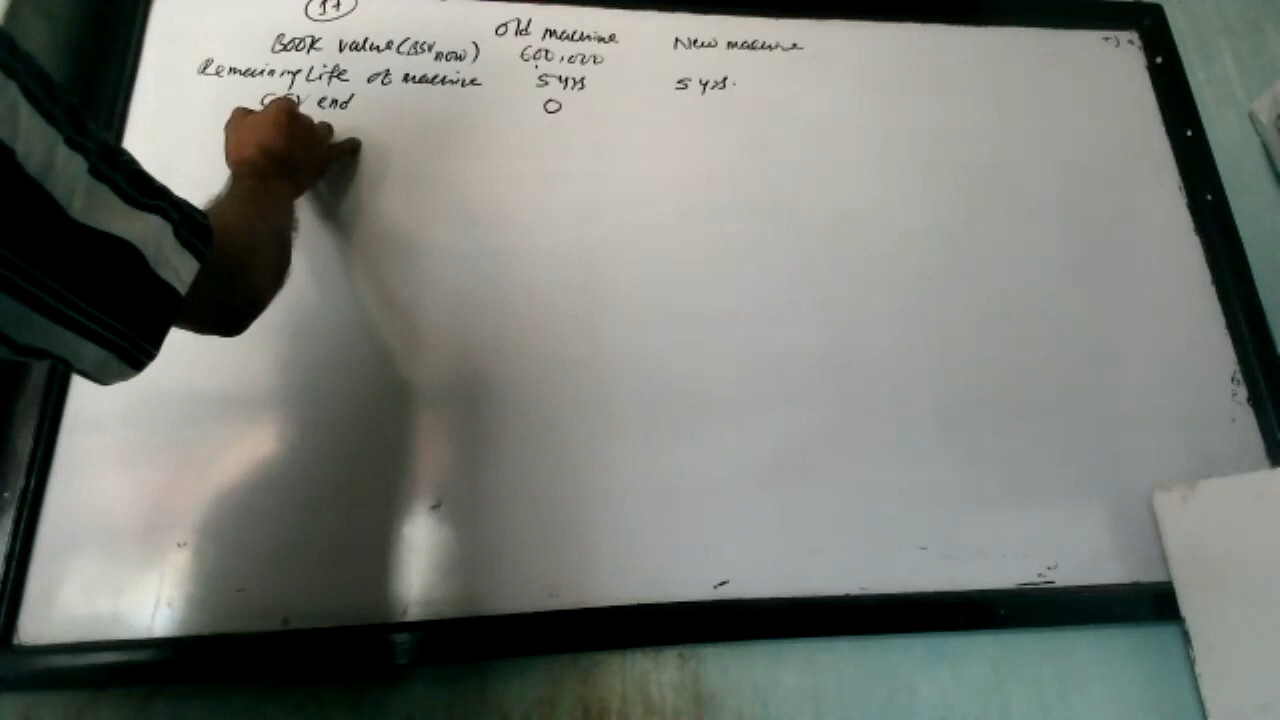 17
Old machine New machine
Book value (BSV now) 600,000
Remaining Life of machine 5 yrs 5 yrs.
end 0